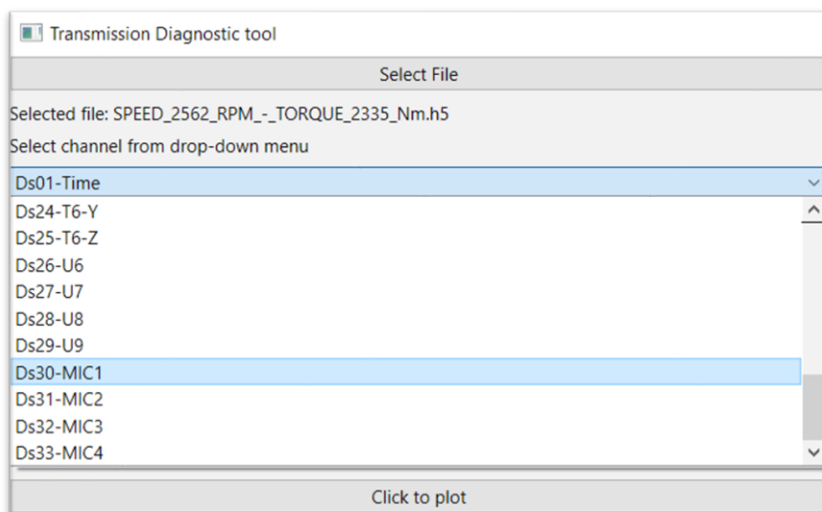 Transmission Diagnostic tool
Select File
Selected file: SPEED_2562_RPM_-_TORQUE_2335_Nm.h5
Select channel from drop-down menu
Ds01-Time
Ds24-T6-Y
Ds25-T6-Z
Ds26-U6
Ds27-U7
Ds28-U8
Ds29-U9
Ds30-MIC1
Ds31-MIC2
Ds32-MIC3
Ds33-MIC4
Click to plot